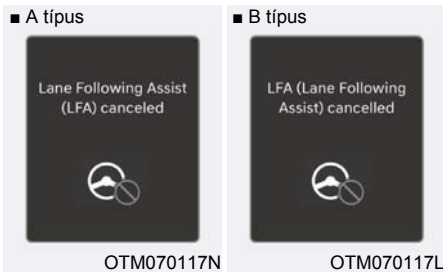 ■ A típus
Lane Following Assist
(LFA) canceled
OTM070117N
■ B típus
LFA (Lane Following
Assist) cancelled
OTM070117L